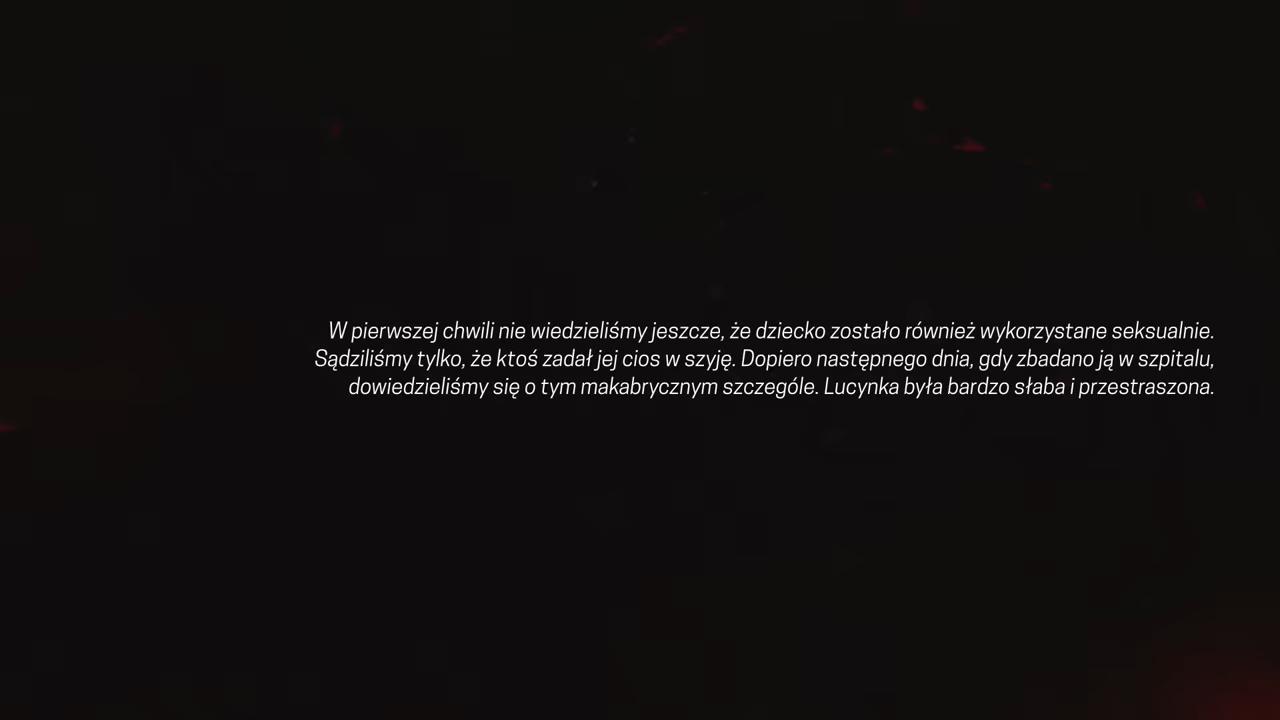 W pierwszej chwili nie wiedzieliśmy jeszcze, że dziecko zostało również wykorzystane seksualnie.
Sądziliśmy tylko, że ktoś zadał jej cios w szyję. Dopiero następnego dnia, gdy zbadano ją w szpitalu,
dowiedzieliśmy się o tym makabrycznym szczególe. Lucynka była bardzo słaba i przestraszona.